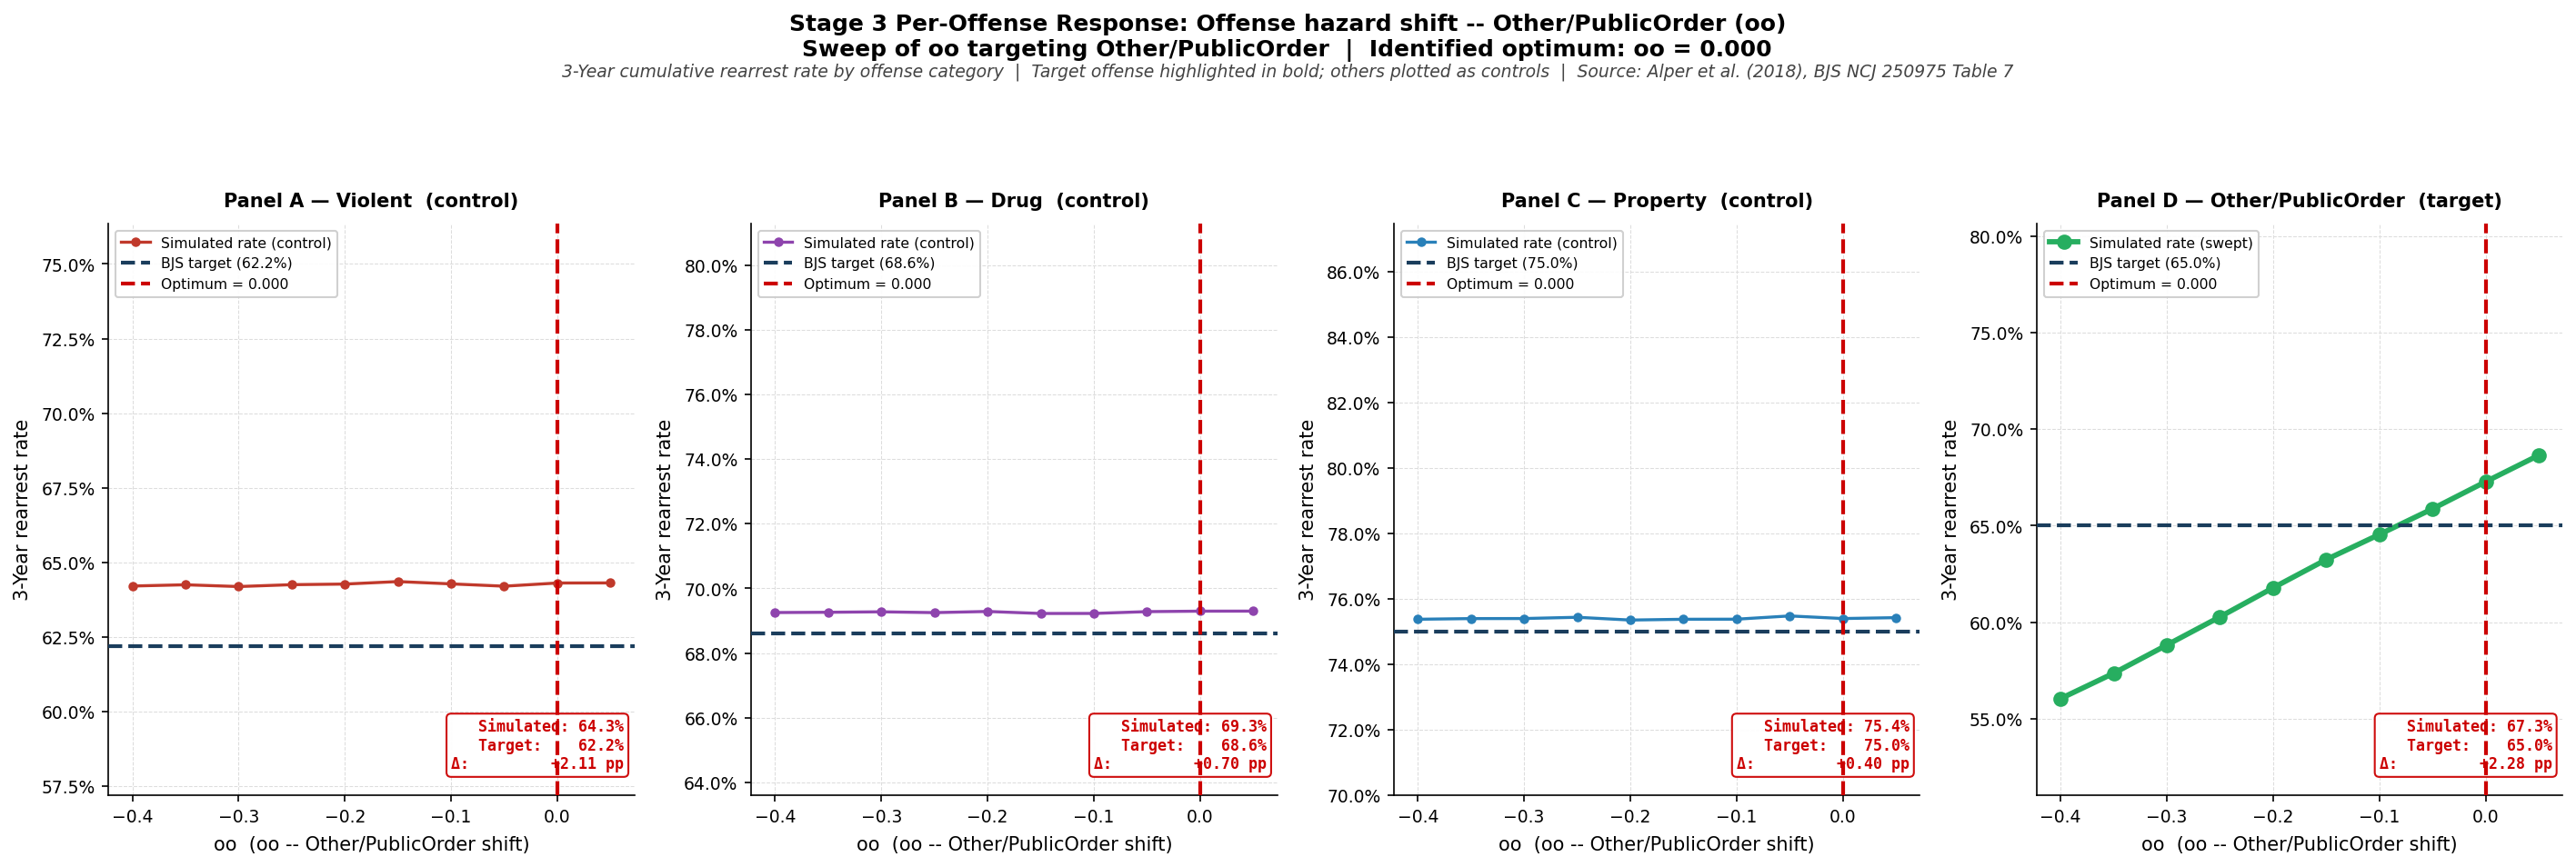 Stage 3 Per-Offense Response: Offense hazard shift -- Other/PublicOrder (oo)
Sweep of oo targeting Other/PublicOrder | Identified optimum: oo = 0.000
3-Year cumulative rearrest rate by offense category | Target offense highlighted in bold; others plotted as controls | Source: Alper et al. (2018), BJS NCJ 250975 Table 7
Panel A — Violent (control)
Simulated rate (control)
BJS target (62.2%)
Optimum = 0.000
3-Year rearrest rate
75.0%
72.5%
70.0%
67.5%
65.0%
62.5%
60.0%
57.5%
Simulated: 64.3%
Target: 62.2%
Δ: +2.11 pp
−0.4 −0.3 −0.2 −0.1 0.0
oo (oo -- Other/PublicOrder shift)
Panel B — Drug (control)
Simulated rate (control)
BJS target (68.6%)
Optimum = 0.000
3-Year rearrest rate
80.0%
78.0%
76.0%
74.0%
72.0%
70.0%
68.0%
66.0%
64.0%
Simulated: 69.3%
Target: 68.6%
Δ: +0.70 pp
−0.4 −0.3 −0.2 −0.1 0.0
oo (oo -- Other/PublicOrder shift)
Panel C — Property (control)
Simulated rate (control)
BJS target (75.0%)
Optimum = 0.000
3-Year rearrest rate
86.0%
84.0%
82.0%
80.0%
78.0%
76.0%
74.0%
72.0%
70.0%
Simulated: 75.4%
Target: 75.0%
Δ: +0.40 pp
−0.4 −0.3 −0.2 −0.1 0.0
oo (oo -- Other/PublicOrder shift)
Panel D — Other/PublicOrder (target)
Simulated rate (swept)
BJS target (65.0%)
Optimum = 0.000
3-Year rearrest rate
80.0%
75.0%
70.0%
65.0%
60.0%
55.0%
Simulated: 67.3%
Target: 65.0%
Δ: +2.28 pp
−0.4 −0.3 −0.2 −0.1 0.0
oo (oo -- Other/PublicOrder shift)